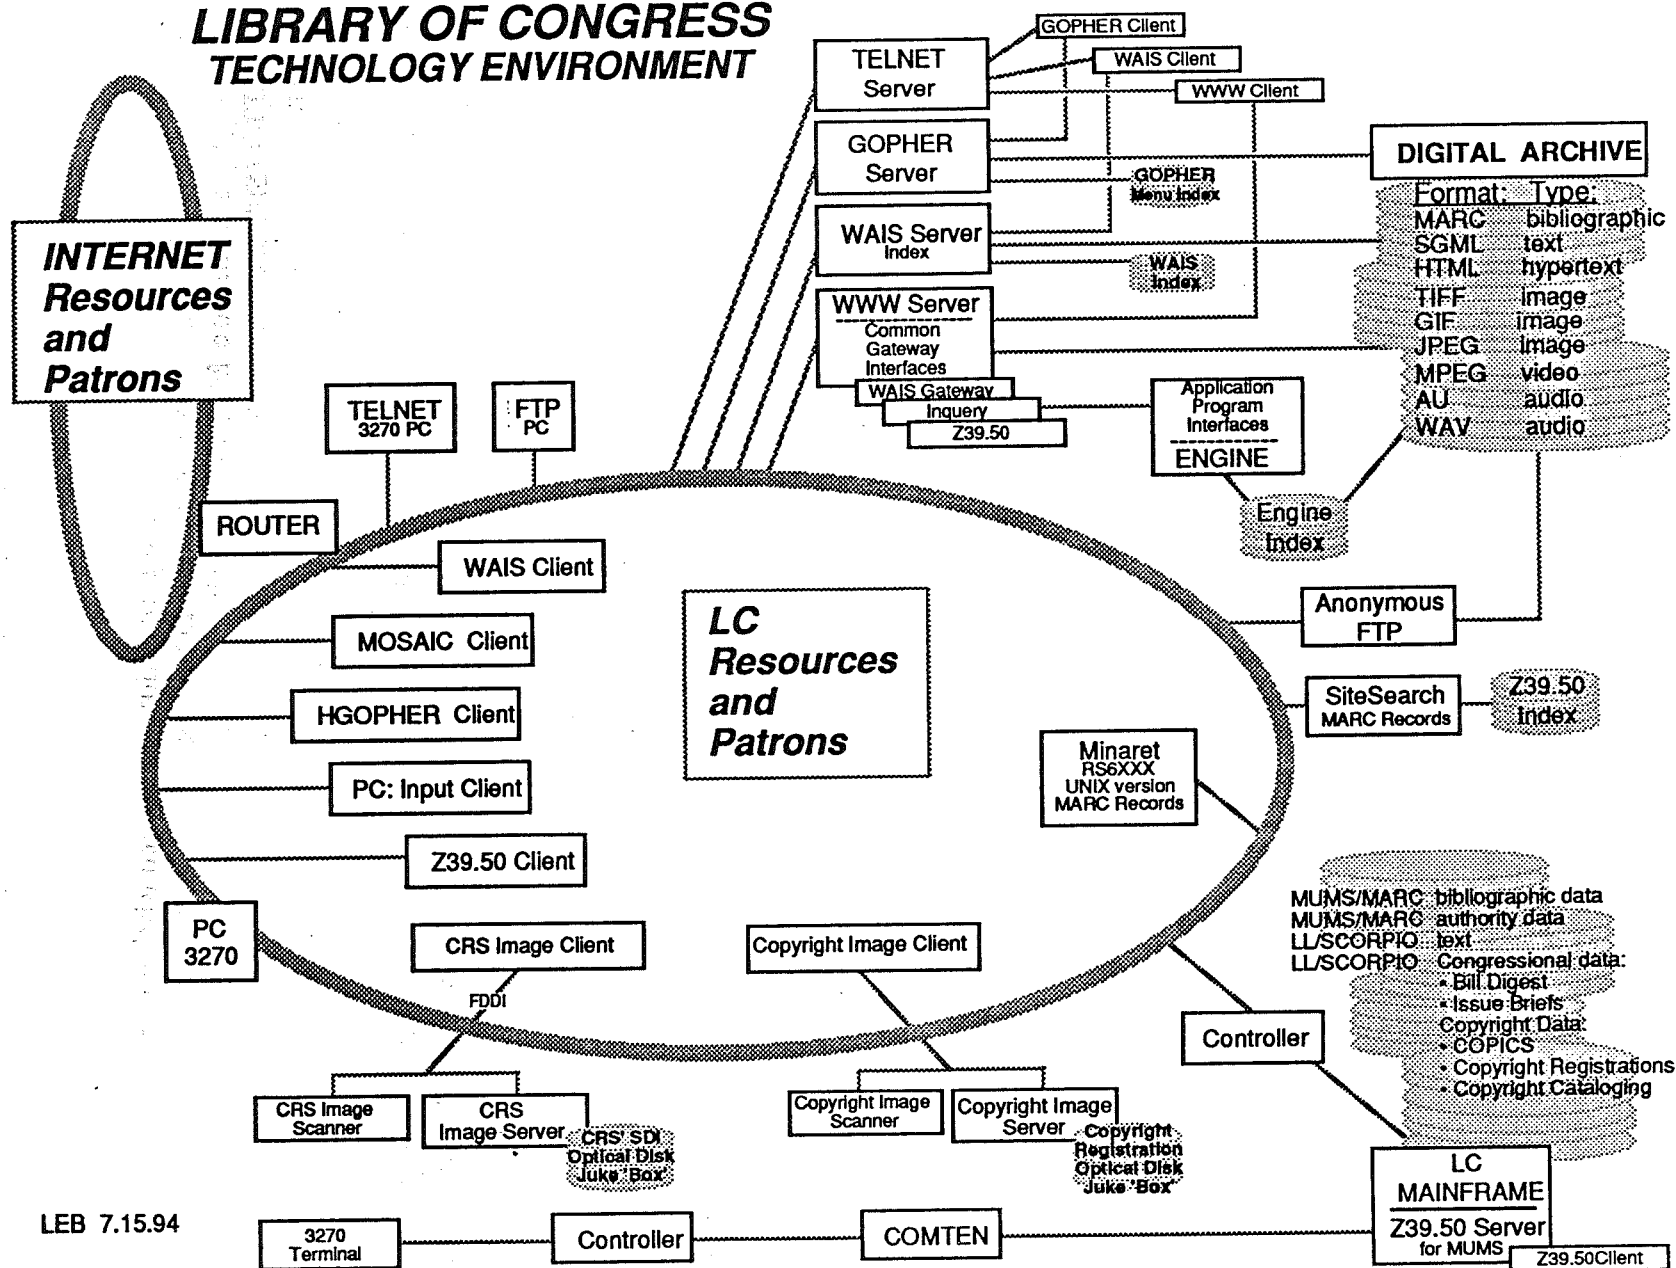 LIBRARY OF CONGRESS
TECHNOLOGY ENVIRONMENT
INTERNET
Resources
and
Patrons
TELNET
Server
GOPHER Client
WAIS Client
WWW Client
GOPHER
Server
GOPHER
Menu Index
WAIS Server
Index
WAIS
Index
WWW Server
Common
Gateway
Interfaces
WAIS Gateway
Inquery
Z39.50
Application
Program
Interfaces
ENGINE
Engine
Index
DIGITAL ARCHIVE
Format: Type:
MARC bibliographic
SGML text
HTML hypertext
TIFF image
GIF image
JPEG image
MPEG video
AU audio
WAV audio
TELNET
3270 PC
FTP
PC
ROUTER
WAIS Client
MOSAIC Client
HGOPHER Client
PC: Input Client
Z39.50 Client
PC
3270
LC
Resources
and
Patrons
Anonymous
FTP
SiteSearch
MARC Records
Z39.50
Index
Minaret
RS6XXX
UNIX version
MARC Records
MUMS/MARC bibliographic data
MUMS/MARC authority data
LL/SCORPIO text
LL/SCORPIO Congressional data:
• Bill Digest
• Issue Briefs
Copyright Data:
• COPICS
• Copyright Registrations
• Copyright Cataloging
CRS Image Client
FDDI
Copyright Image Client
Controller
CRS Image
Scanner
CRS
Image Server
CRS' SDI
Optical Disk
Juke 'Box'
Copyright Image
Scanner
Copyright Image
Server
Copyright
Registration
Optical Disk
Juke 'Box'
LC
MAINFRAME
Z39.50 Server
for MUMS
Z39.50Client
LEB 7.15.94
3270
Terminal
Controller
COMTEN